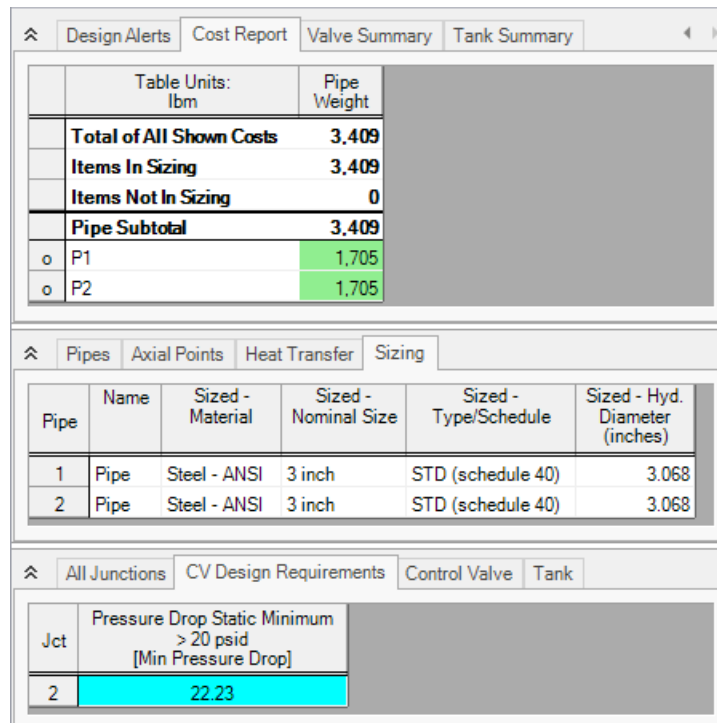 Design Alerts Cost Report Valve Summary Tank Summary
Table Units: Pipe
lbm Weight
Total of All Shown Costs 3,409
Items In Sizing 3,409
Items Not In Sizing 0
Pipe Subtotal 3,409
o P1 1,705
o P2 1,705
Pipes Axial Points Heat Transfer Sizing
Pipe Name Sized - Material Sized - Nominal Size Sized - Type/Schedule Sized - Hyd. Diameter (inches)
1 Pipe Steel - ANSI 3 inch STD (schedule 40) 3.068
2 Pipe Steel - ANSI 3 inch STD (schedule 40) 3.068
All Junctions CV Design Requirements Control Valve Tank
Jct Pressure Drop Static Minimum
> 20 psid
[Min Pressure Drop]
2 22.23